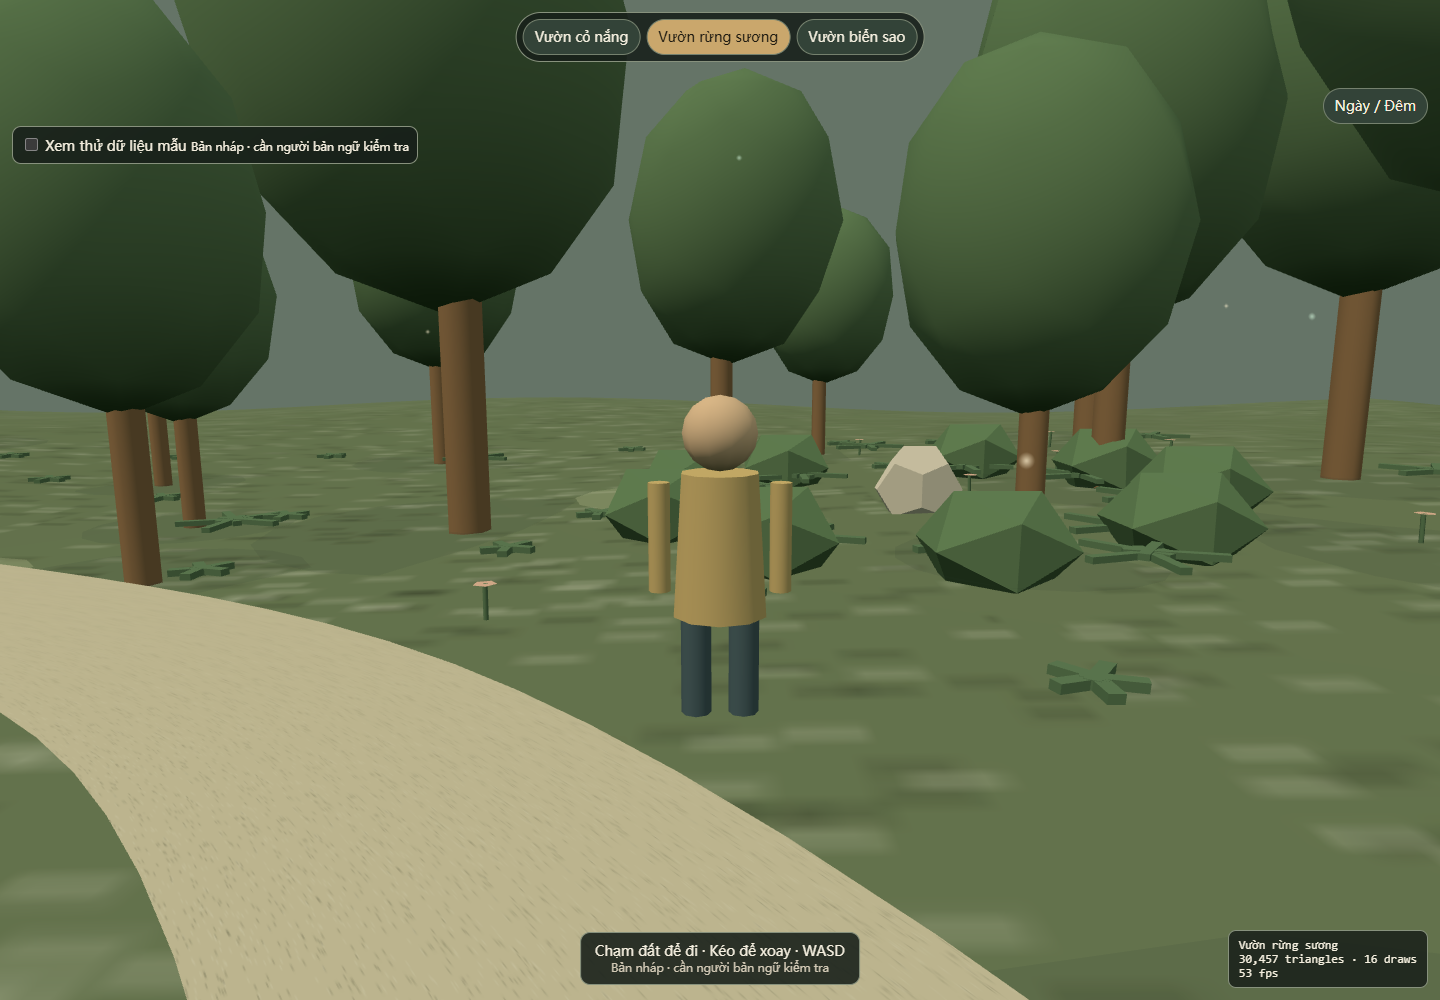 Vườn cỏ nắng
Vườn rừng sương
Vườn biển sao
Ngày / Đêm
Xem thử dữ liệu mẫu Bản nháp · cần người bản ngữ kiểm tra
Chạm đất để đi · Kéo để xoay · WASD
Bản nháp · cần người bản ngữ kiểm tra
Vườn rừng sương
30,457 triangles · 16 draws
53 fps